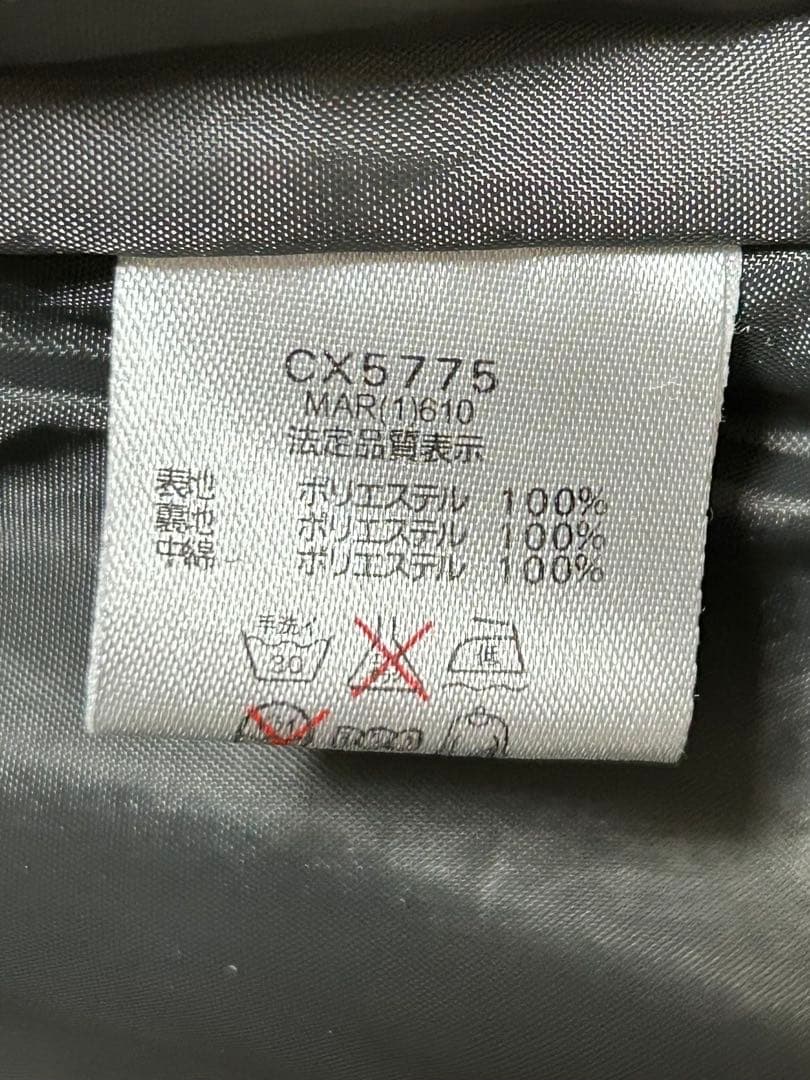 CX5775
MAR(1)610
法定品質表示
表地 ポリエステル 100%
裏地 ポリエステル 100%
中綿 ポリエステル 100%
手洗イ
30 低